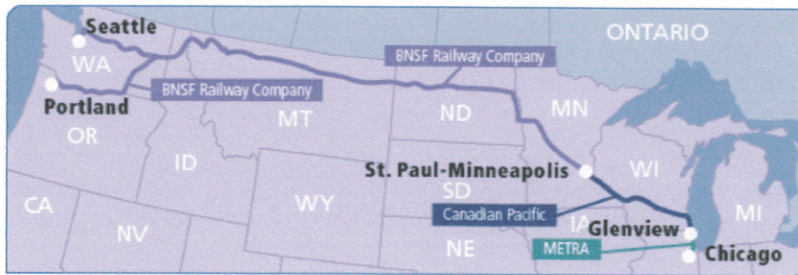 Seattle
WA
BNSF Railway Company
Portland
OR
ID
MT
BNSF Railway Company
ND
MN
ONTARIO
St. Paul-Minneapolis
SD
WI
CA
NV
WY
NE
Canadian Pacific
IA
Glenview
MI
METRA
Chicago